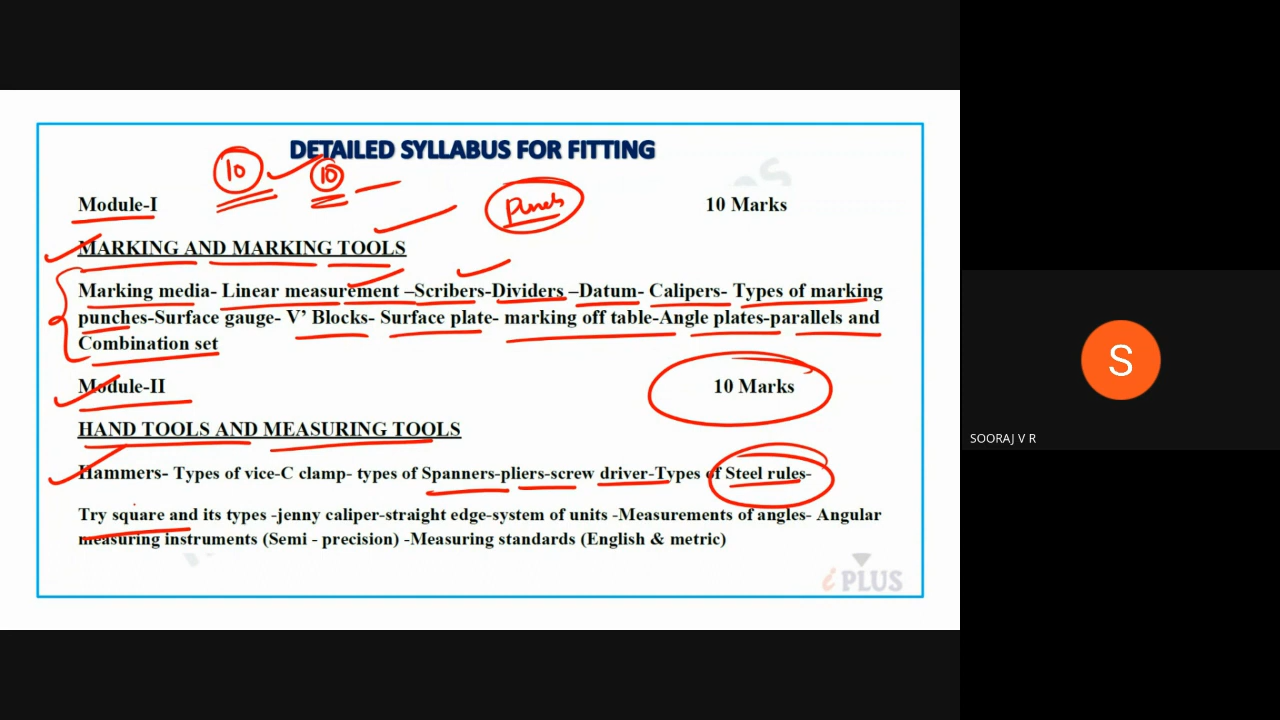 DETAILED SYLLABUS FOR FITTING
10 10
Module-I 10 Marks
Punch
MARKING AND MARKING TOOLS
Marking media- Linear measurement –Scribers-Dividers –Datum- Calipers- Types of marking
punches-Surface gauge- V’ Blocks- Surface plate- marking off table-Angle plates-parallels and
Combination set
Module-II 10 Marks
HAND TOOLS AND MEASURING TOOLS
Hammers- Types of vice-C clamp- types of Spanners-pliers-screw driver-Types of Steel rules-
Try square and its types -jenny caliper-straight edge-system of units -Measurements of angles- Angular
measuring instruments (Semi - precision) -Measuring standards (English & metric)
i PLUS
S
SOORAJ V R